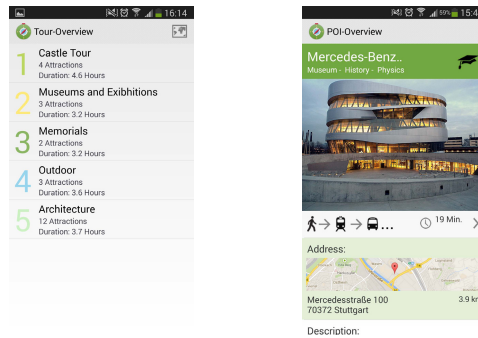 16:14
Tour-Overview
1
Castle Tour
4 Attractions
Duration: 4.6 Hours
2
Museums and Exibhitions
3 Attractions
Duration: 3.2 Hours
3
Memorials
2 Attractions
Duration: 3.2 Hours
4
Outdoor
3 Attractions
Duration: 3.6 Hours
5
Architecture
12 Attractions
Duration: 3.7 Hours
59% 15:4
POI-Overview
Mercedes-Benz..
Museum - History - Physics
... 19 Min.
Address:
Mercedesstraße 100
3.9 km
70372 Stuttgart
Description: